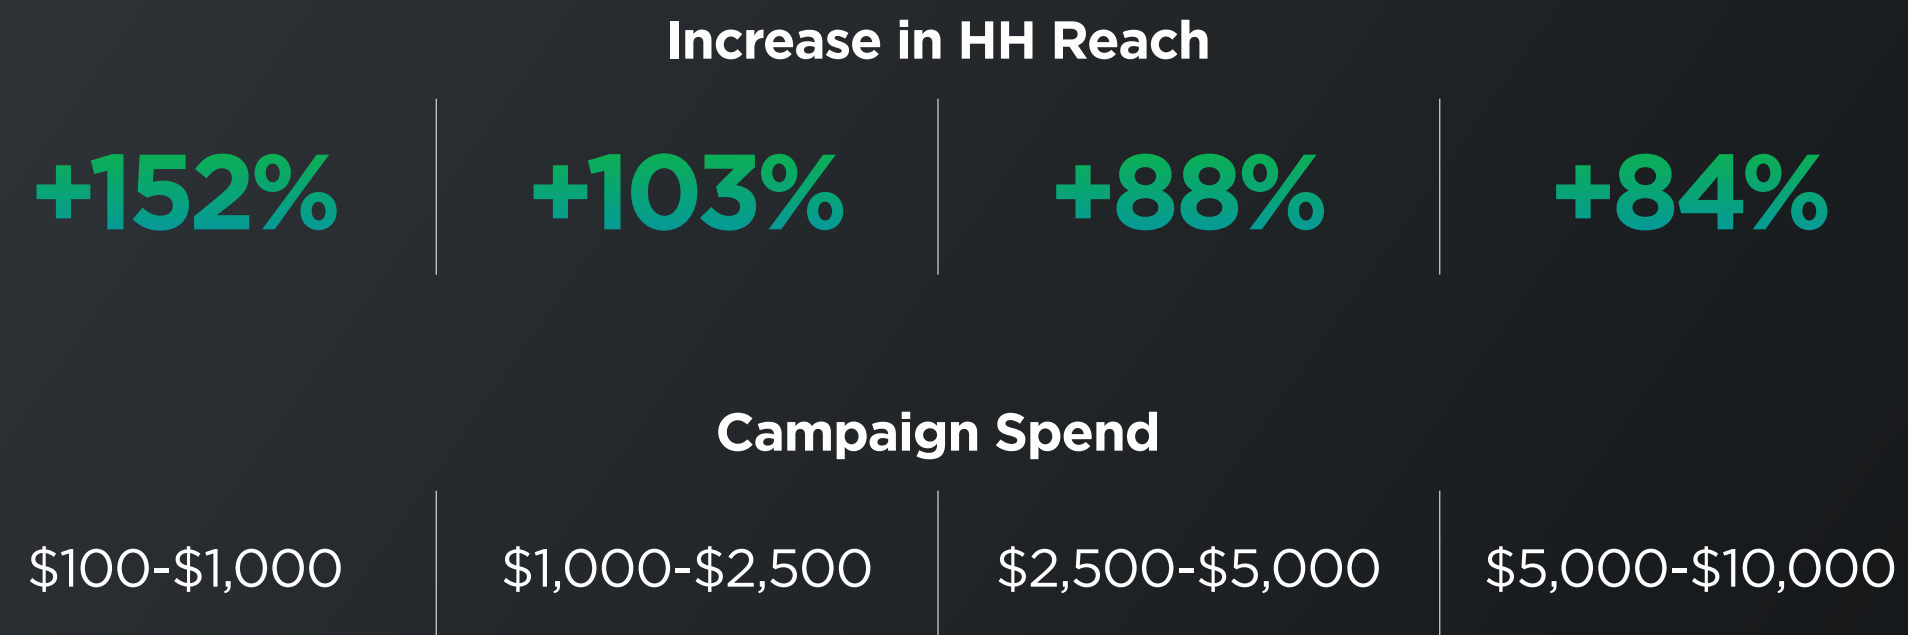 Increase in HH Reach
+152% +103% +88% +84%
Campaign Spend
$100-$1,000 $1,000-$2,500 $2,500-$5,000 $5,000-$10,000